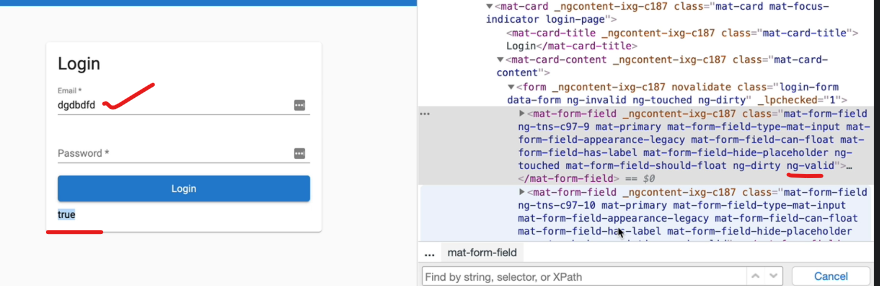 Login
Email *
dgdbdfd
Password *
Login
true
<mat-card _ngcontent-ixg-c187 class="mat-card mat-focus-
indicator login-page">
<mat-card-title _ngcontent-ixg-c187 class="mat-card-title">
Login</mat-card-title>
<mat-card-content _ngcontent-ixg-c187 class="mat-card-
content">
<form _ngcontent-ixg-c187 novalidate class="login-form
data-form ng-invalid ng-touched ng-dirty" _lpchecked="1">
<mat-form-field _ngcontent-ixg-c187 class="mat-form-field
ng-tns-c97-9 mat-primary mat-form-field-type-mat-input mat-
form-field-appearance-legacy mat-form-field-can-float mat-
form-field-has-label mat-form-field-hide-placeholder ng-
touched mat-form-field-should-float ng-dirty ng-valid">…
</mat-form-field> == $0
<mat-form-field _ngcontent-ixg-c187 class="mat-form-field
ng-tns-c97-10 mat-primary mat-form-field-type-mat-input
mat-form-field-appearance-legacy mat-form-field-can-float
mat-form-field-has-label mat-form-field-hide-placeholder
... mat-form-field
Find by string, selector, or XPath
Cancel